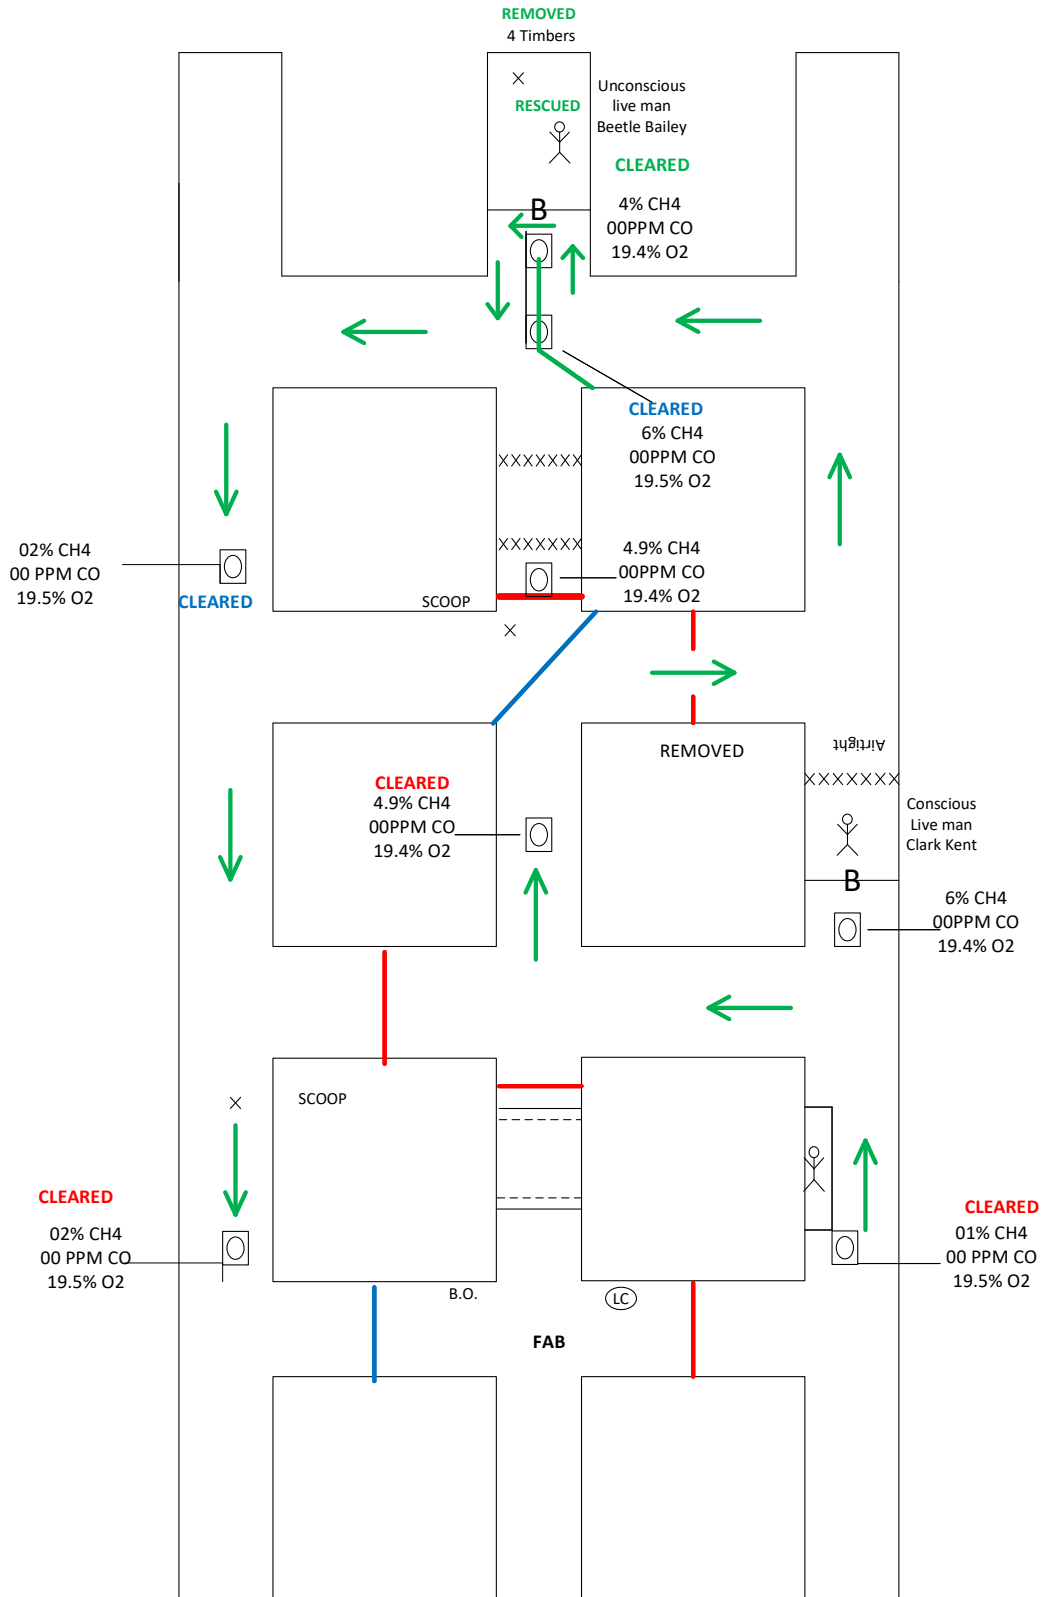 REMOVED
4 Timbers
X
RESCUED
Unconscious
live man
Beetle Bailey
CLEARED
4% CH4
00PPM CO
19.4% O2
B
CLEARED
6% CH4
00PPM CO
19.5% O2
XXXXXXX
XXXXXXX
4.9% CH4
00PPM CO
19.4% O2
02% CH4
00 PPM CO
19.5% O2
CLEARED
SCOOP
X
REMOVED
Airtight
XXXXXXX
CLEARED
4.9% CH4
00PPM CO
19.4% O2
Conscious
Live man
Clark Kent
B
6% CH4
00PPM CO
19.4% O2
SCOOP
X
CLEARED
02% CH4
00 PPM CO
19.5% O2
CLEARED
01% CH4
00 PPM CO
19.5% O2
B.O.
LC
FAB